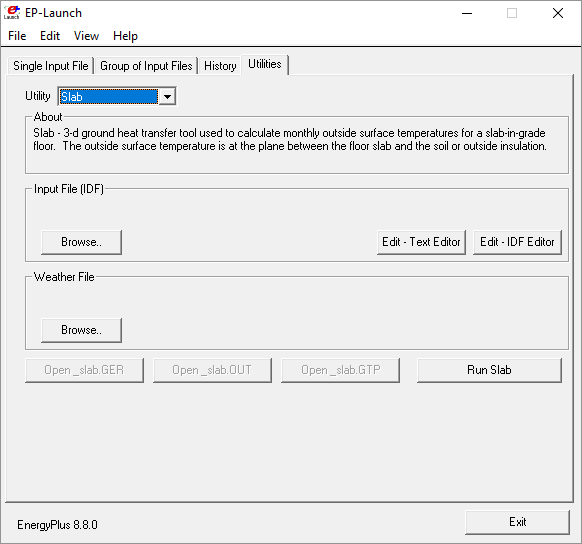 EP-Launch
File Edit View Help
Single Input File Group of Input Files History Utilities
Utility Slab
About
Slab - 3-d ground heat transfer tool used to calculate monthly outside surface temperatures for a slab-in-grade
floor. The outside surface temperature is at the plane between the floor slab and the soil or outside insulation.
Input File (IDF)
Browse.. Edit - Text Editor Edit - IDF Editor
Weather File
Browse..
Open _slab.GER Open _slab.OUT Open _slab.GTP Run Slab
EnergyPlus 8.8.0 Exit